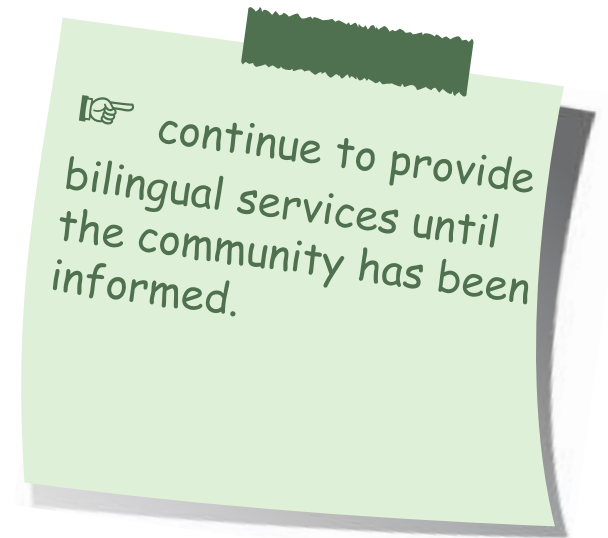 ☞ continue to provide
bilingual services until
the community has been
informed.